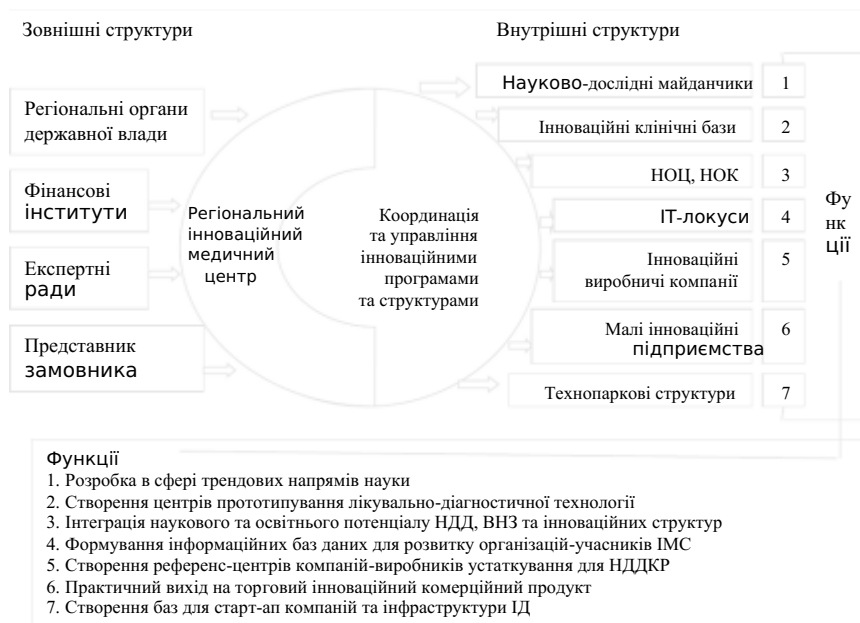 Зовнішні структури
Внутрішні структури
Регіональні органи
державної влади
Фінансові
інститути
Експертні
ради
Представник
замовника
Регіональний
інноваційний
медичний
центр
Координація
та управління
інноваційними
програмами
та структурами
Науково-дослідні майданчики 1
Інноваційні клінічні бази 2
НОЦ, НОК 3
ІТ-локуси 4
Інноваційні 5
виробничі компанії
Малі інноваційні 6
підприємства
Технопаркові структури 7
Фу
нк
ції
Функції
1. Розробка в сфері трендових напрямів науки
2. Створення центрів прототипування лікувально-діагностичної технології
3. Інтеграція наукового та освітнього потенціалу НДД, ВНЗ та інноваційних структур
4. Формування інформаційних баз даних для розвитку організацій-учасників ІМС
5. Створення референс-центрів компаній-виробників устаткування для НДДКР
6. Практичний вихід на торговий інноваційний комерційний продукт
7. Створення баз для старт-ап компаній та інфраструктури ІД